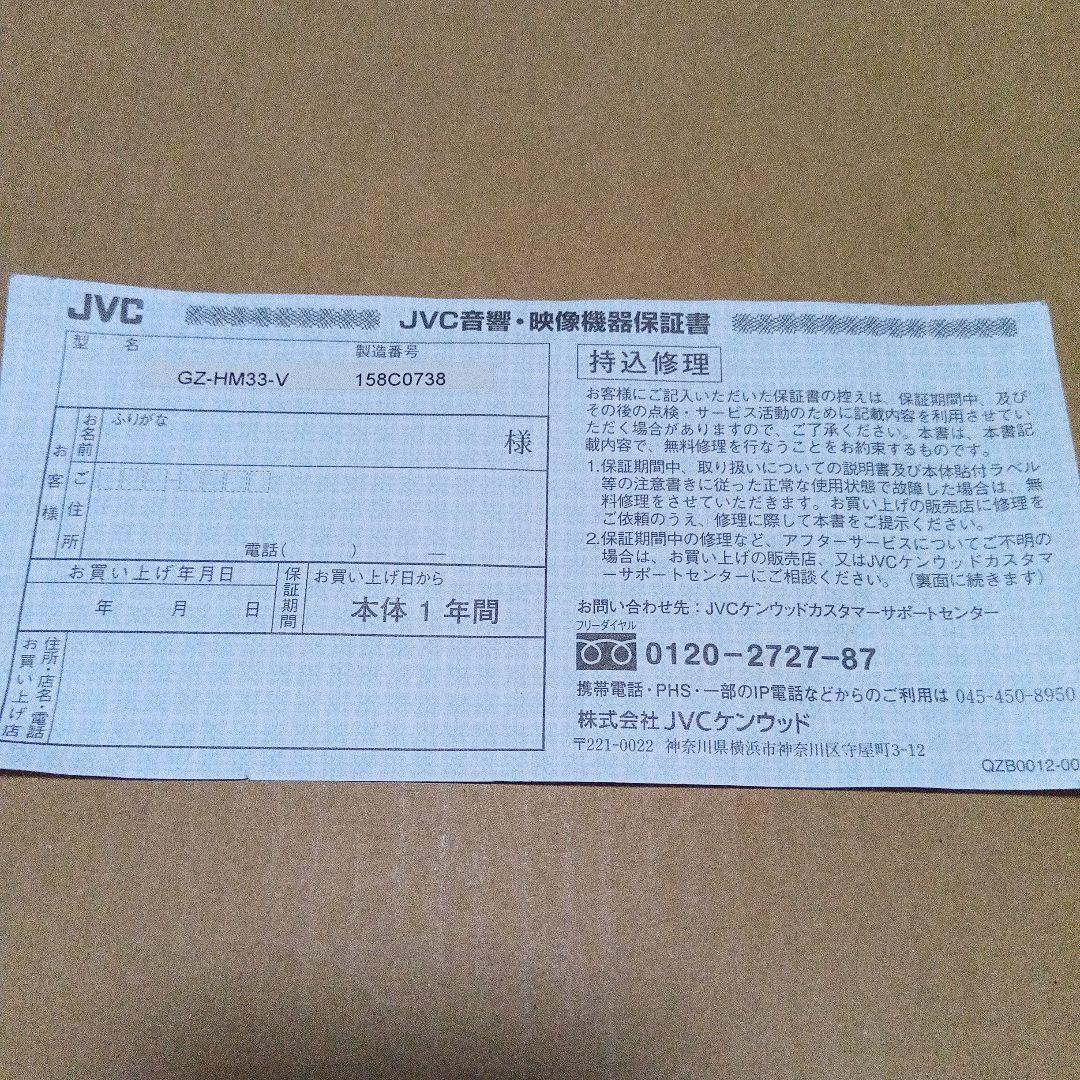 JVC
JVC音響・映像機器保証書
型名
製造番号
GZ-HM33-V
158C0738
お客様
お名前
ふりがな
様
ご住所
電話( ) ―
お買い上げ年月日
年 月 日
保証期間
お買い上げ日から
本体1年間
お買い上げ店
住所・店名・電話
持込修理
お客様にご記入いただいた保証書の控えは、保証期間中、及び
その後の点検・サービス活動のために記載内容を利用させてい
ただく場合がありますので、ご了承ください。本書は、本書記
載内容で、無料修理を行なうことをお約束するものです。
1.保証期間中、取り扱いについての説明書及び本体貼付ラベル
等の注意書きに従った正常な使用状態で故障した場合は、無
料修理をさせていただきます。お買い上げの販売店に修理を
ご依頼のうえ、修理に際して本書をご提示ください。
2.保証期間中の修理など、アフターサービスについてご不明の
場合は、お買い上げの販売店、又はJVCケンウッドカスタマ
ーサポートセンターにご相談ください。(裏面に続きます)
お問い合わせ先:JVCケンウッドカスタマーサポートセンター
フリーダイヤル
0120-2727-87
携帯電話・PHS・一部のIP電話などからのご利用は 045-450-8950
株式会社 JVCケンウッド
〒221-0022 神奈川県横浜市神奈川区守屋町3-12
QZB0012-00